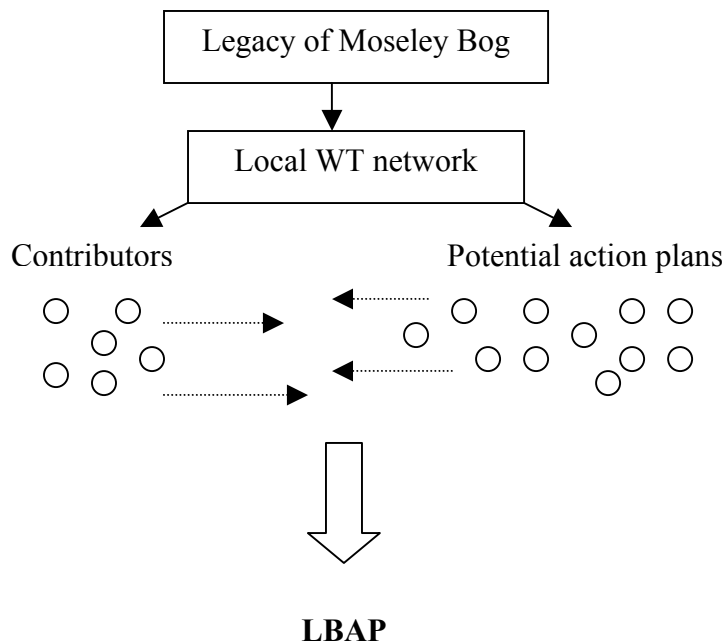 Legacy of Moseley Bog
Local WT network
Contributors
Potential action plans
LBAP